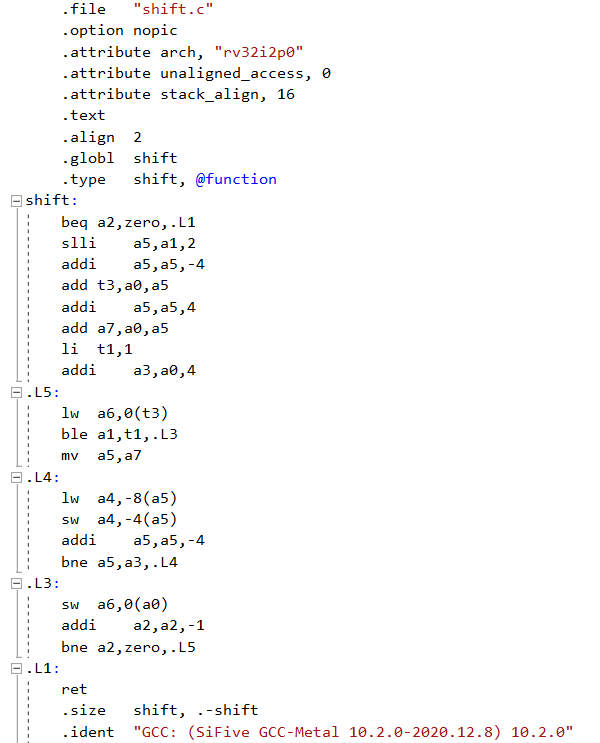 .file "shift.c"
.option nopic
.attribute arch, "rv32i2p0"
.attribute unaligned_access, 0
.attribute stack_align, 16
.text
.align 2
.globl shift
.type shift, @function
shift:
beq a2,zero,.L1
slli a5,a1,2
addi a5,a5,-4
add t3,a0,a5
addi a5,a5,4
add a7,a0,a5
li t1,1
addi a3,a0,4
.L5:
lw a6,0(t3)
ble a1,t1,.L3
mv a5,a7
.L4:
lw a4,-8(a5)
sw a4,-4(a5)
addi a5,a5,-4
bne a5,a3,.L4
.L3:
sw a6,0(a0)
addi a2,a2,-1
bne a2,zero,.L5
.L1:
ret
.size shift, .-shift
.ident "GCC: (SiFive GCC-Metal 10.2.0-2020.12.8) 10.2.0"